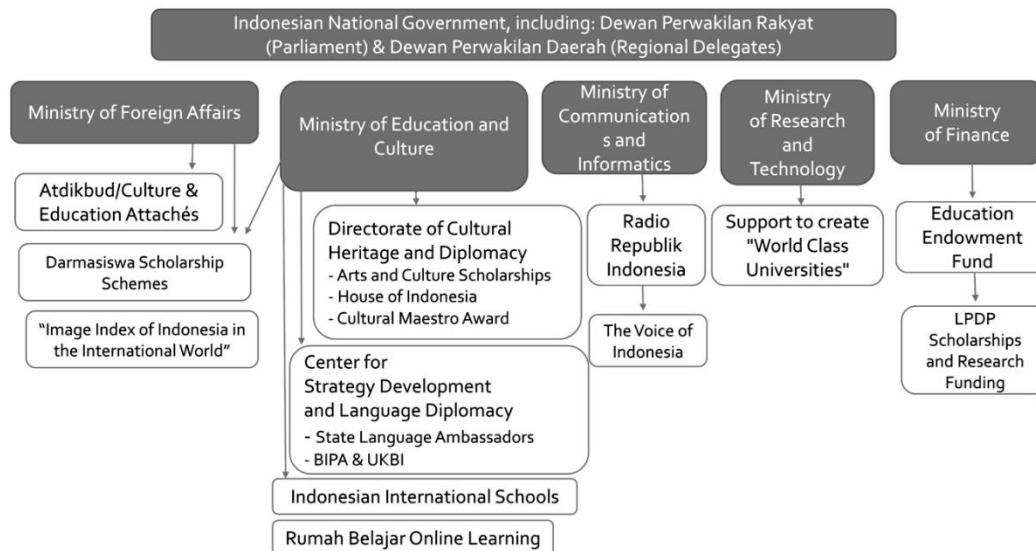 Indonesian National Government, including: Dewan Perwakilan Rakyat
(Parliament) & Dewan Perwakilan Daerah (Regional Delegates)
Ministry of Foreign Affairs
Atdikbud/Culture &
Education Attachés
Darmasiswa Scholarship
Schemes
“Image Index of Indonesia in
the International World”
Ministry of Education and
Culture
Directorate of Cultural
Heritage and Diplomacy
- Arts and Culture Scholarships
- House of Indonesia
- Cultural Maestro Award
Center for
Strategy Development
and Language Diplomacy
- State Language Ambassadors
- BIPA & UKBI
Indonesian International Schools
Rumah Belajar Online Learning
Ministry of
Communication
s and
Informatics
Radio
Republik
Indonesia
The Voice of
Indonesia
Ministry
of Research
and
Technology
Support to create
"World Class
Universities"
Ministry
of Finance
Education
Endowment
Fund
LPDP
Scholarships
and Research
Funding